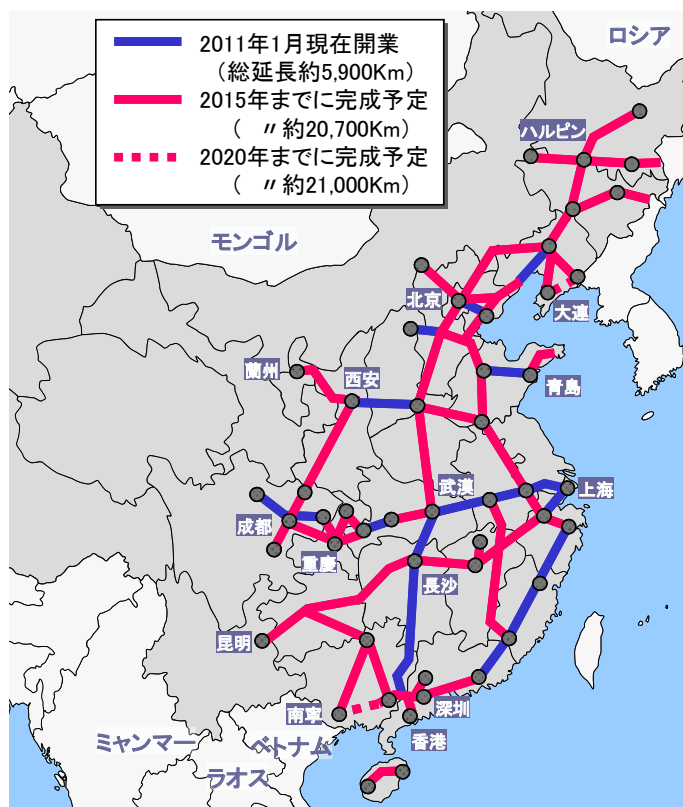 2011年1月現在開業
（総延長約5,900Km）
2015年までに完成予定
（　〃約20,700Km）
2020年までに完成予定
（　〃約21,000Km）
ロシア
ハルピン
モンゴル
北京
大連
蘭州
西安
青島
武漢
上海
成都
重慶
長沙
昆明
南寧
深圳
香港
ミャンマー
ベトナム
ラオス